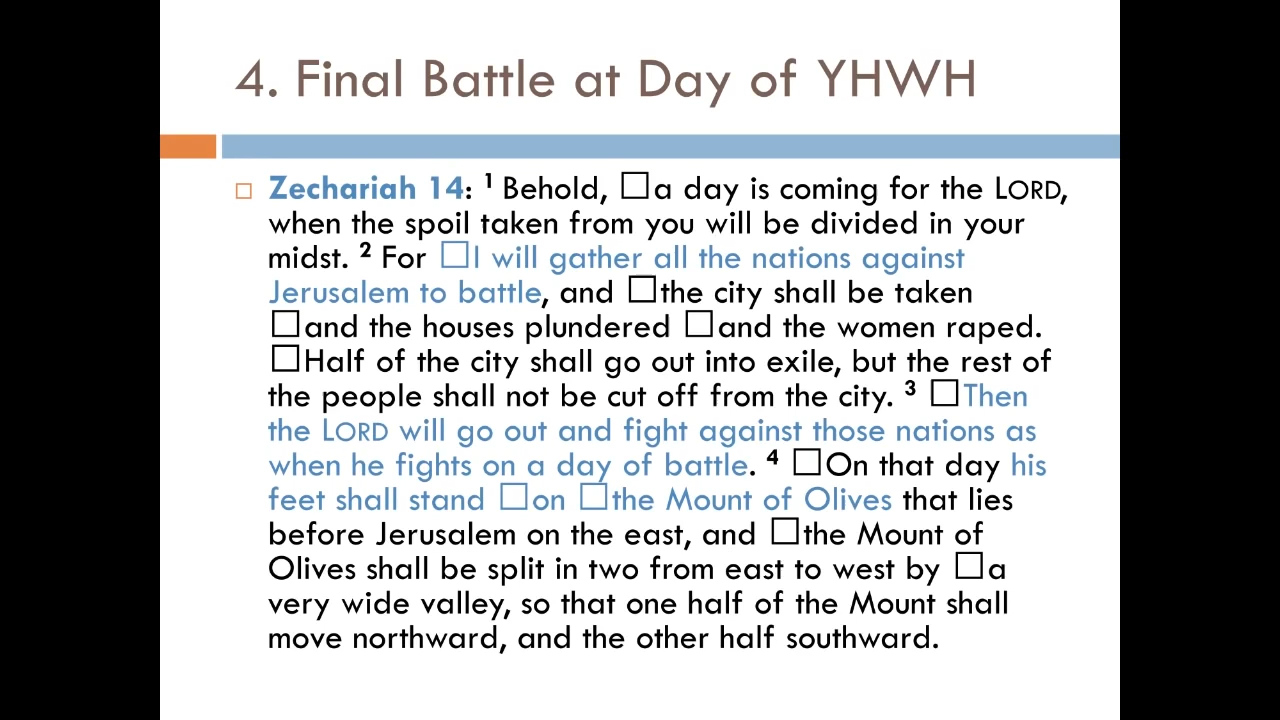 4. Final Battle at Day of YHWH
□ Zechariah 14: ¹ Behold, □a day is coming for the LORD,
when the spoil taken from you will be divided in your
midst. ² For □I will gather all the nations against
Jerusalem to battle, and □the city shall be taken
□and the houses plundered □and the women raped.
□Half of the city shall go out into exile, but the rest of
the people shall not be cut off from the city. ³ □Then
the LORD will go out and fight against those nations as
when he fights on a day of battle. ⁴ □On that day his
feet shall stand □on □the Mount of Olives that lies
before Jerusalem on the east, and □the Mount of
Olives shall be split in two from east to west by □a
very wide valley, so that one half of the Mount shall
move northward, and the other half southward.